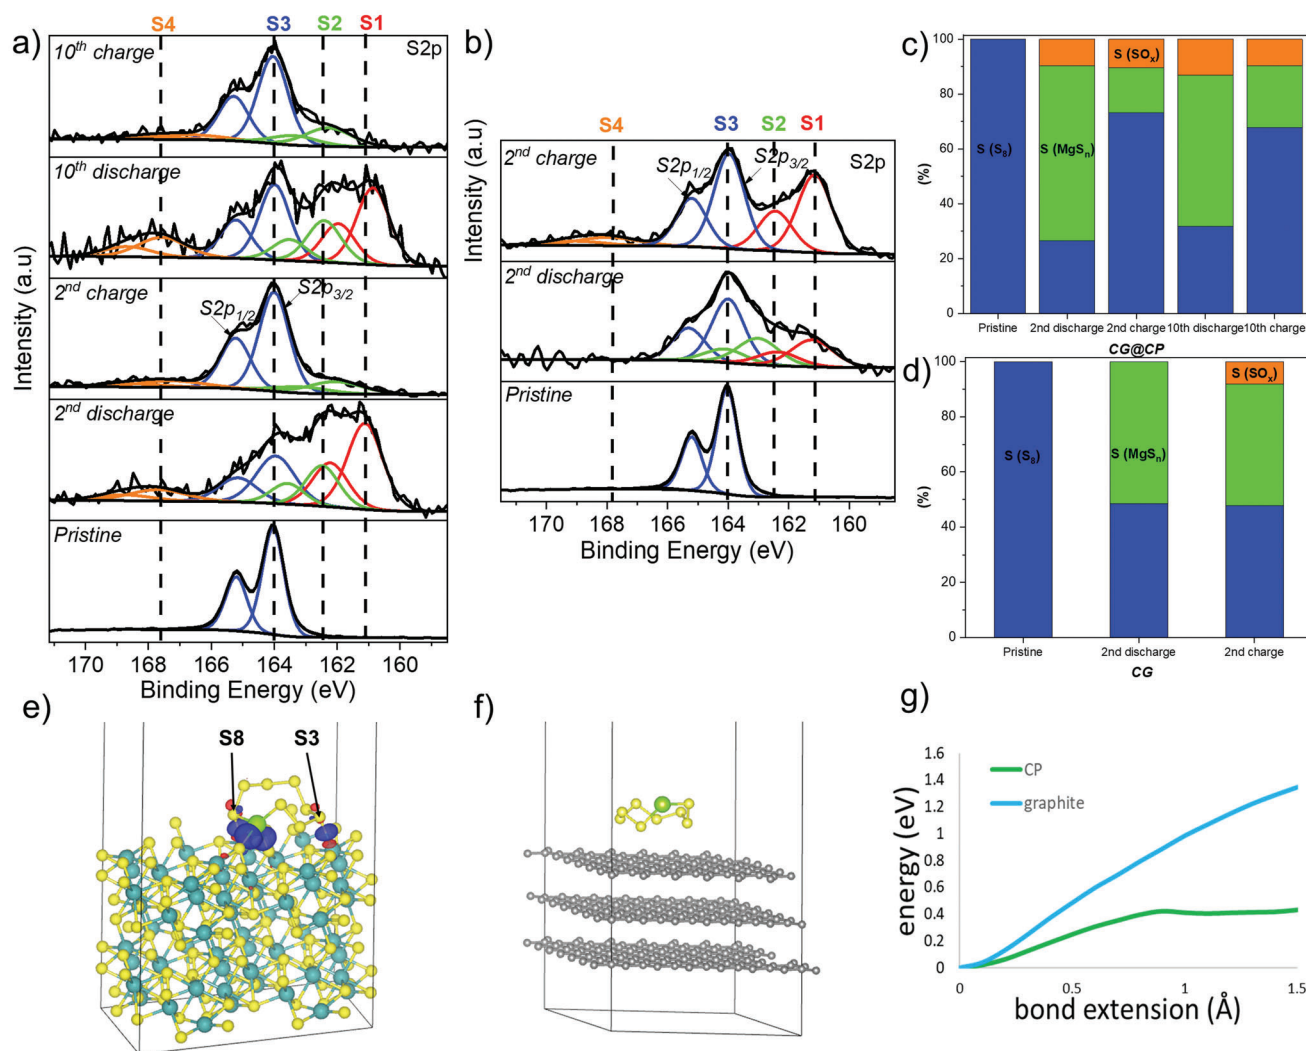 a)
S4 S3 S2 S1
S2p
10th charge
10th discharge
2nd charge
S2p1/2
S2p3/2
2nd discharge
Pristine
Intensity (a.u)
170 168 166 164 162 160
Binding Energy (eV)
b)
S4 S3 S2 S1
S2p
2nd charge
S2p1/2
S2p3/2
2nd discharge
Pristine
Intensity (a.u)
170 168 166 164 162 160
Binding Energy (eV)
c)
100
80
60
40
20
0
(%)
S (S8)
S (MgSn)
S (SOx)
Pristine 2nd discharge 2nd charge 10th discharge 10th charge
CG@CP
d)
100
80
60
40
20
0
(%)
S (S8)
S (MgSn)
S (SOx)
Pristine 2nd discharge 2nd charge
CG
e)
S8 S3
f)
g)
1.6
1.4
1.2
1
0.8
0.6
0.4
0.2
0
energy (eV)
CP
graphite
0 0.5 1 1.5
bond extension (Å)